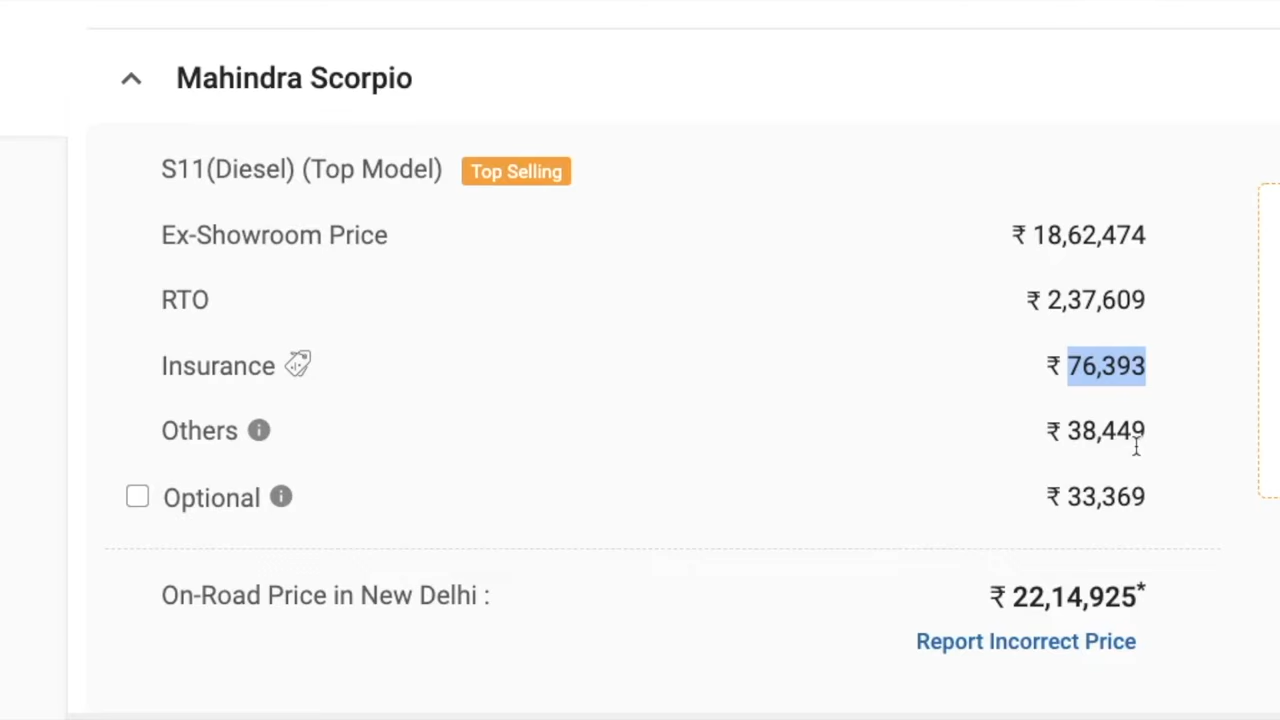 Mahindra Scorpio
S11(Diesel) (Top Model) Top Selling
Ex-Showroom Price ₹ 18,62,474
RTO ₹ 2,37,609
Insurance ₹ 76,393
Others ₹ 38,449
Optional ₹ 33,369
On-Road Price in New Delhi : ₹ 22,14,925*
Report Incorrect Price